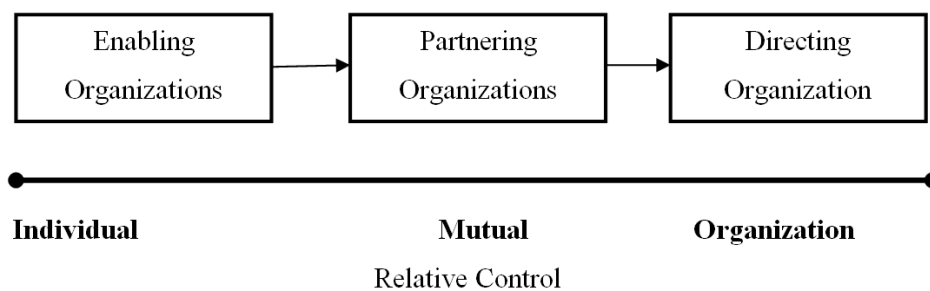 Enabling
Organizations
Partnering
Organizations
Directing
Organization
Individual
Mutual
Organization
Relative Control